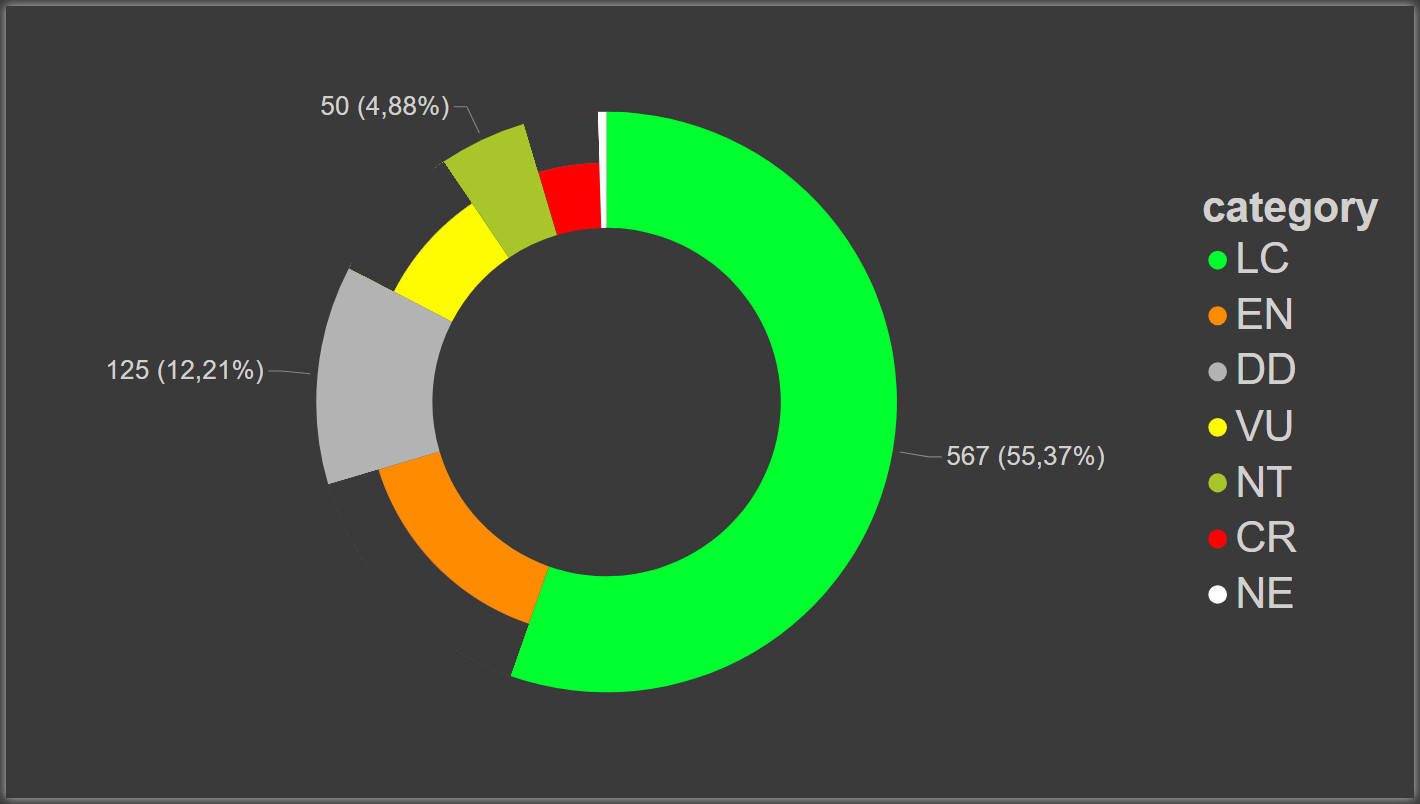 50 (4,88%)
125 (12,21%)
567 (55,37%)
category
LC
EN
DD
VU
NT
CR
NE